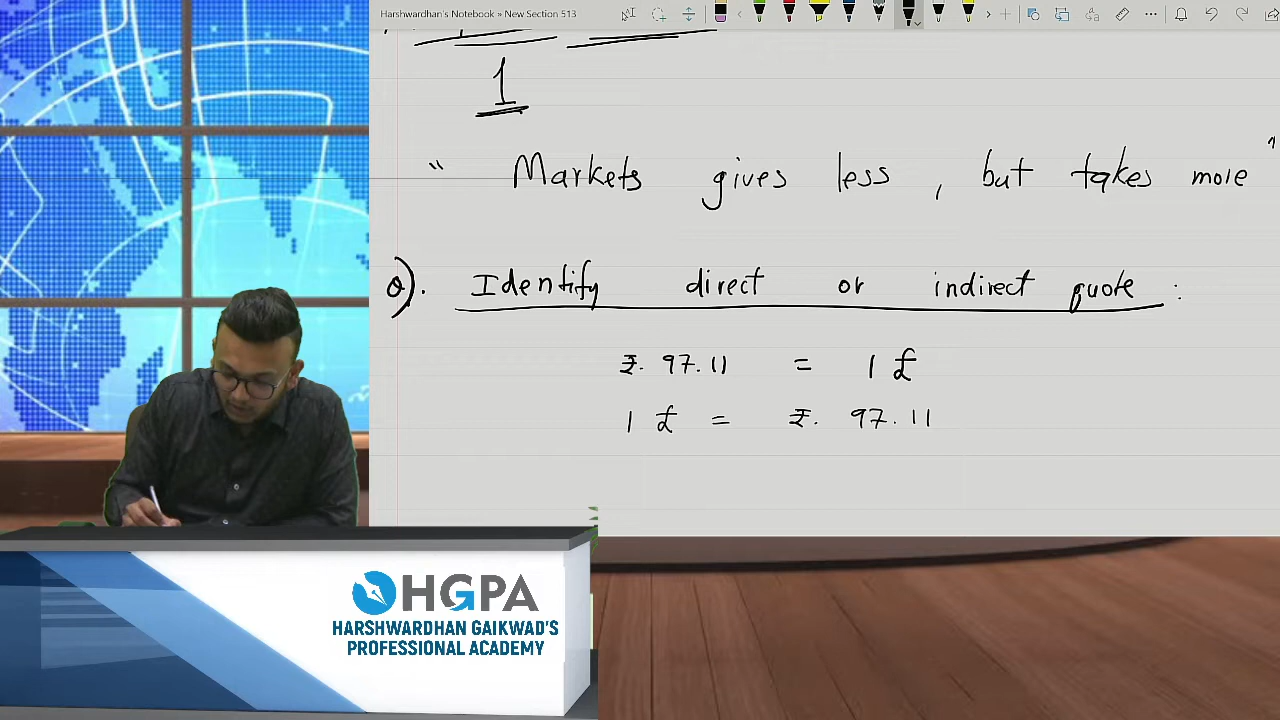 Harshwardhan's Notebook » New Section 513
1
" Markets gives less, but takes more "
Q). Identify direct or indirect quote :
₹. 97.11 = 1 £
1 £ = ₹. 97.11
HGPA
HARSHWARDHAN GAIKWAD'S
PROFESSIONAL ACADEMY